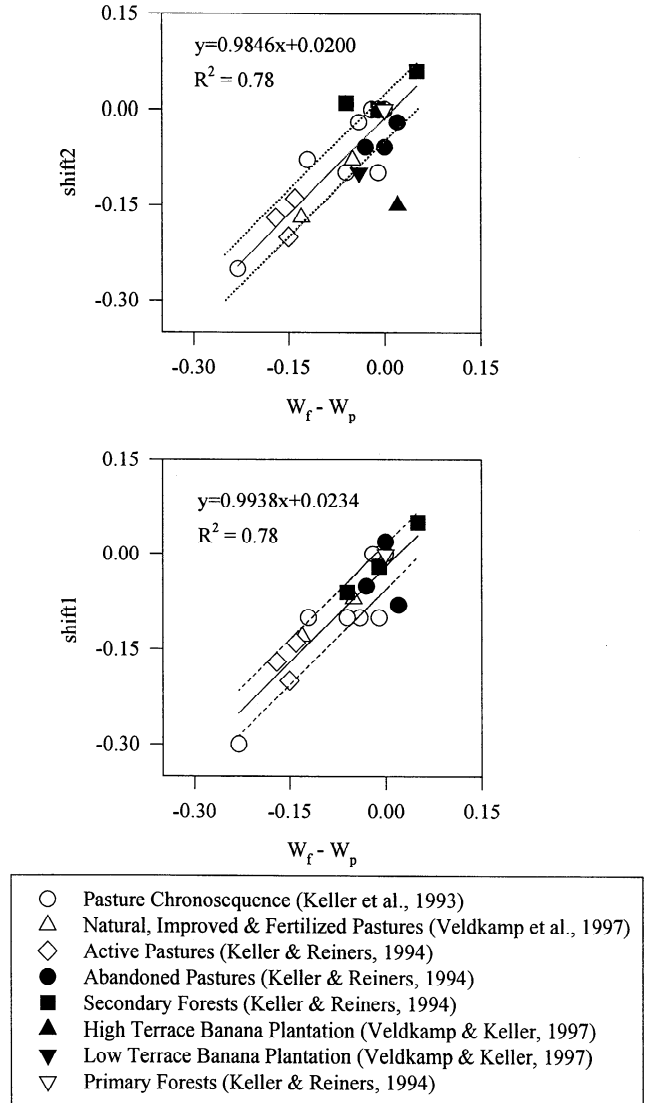 0.15
y=0.9846x+0.0200
R² = 0.78
0.00
shift2
-0.15
-0.30
-0.30 -0.15 0.00 0.15
W_f - W_p
0.15
y=0.9938x+0.0234
R² = 0.78
0.00
shift1
-0.15
-0.30
-0.30 -0.15 0.00 0.15
W_f - W_p
Pasture Chronosequence (Keller et al., 1993)
Natural, Improved & Fertilized Pastures (Veldkamp et al., 1997)
Active Pastures (Keller & Reiners, 1994)
Abandoned Pastures (Keller & Reiners, 1994)
Secondary Forests (Keller & Reiners, 1994)
High Terrace Banana Plantation (Veldkamp & Keller, 1997)
Low Terrace Banana Plantation (Veldkamp & Keller, 1997)
Primary Forests (Keller & Reiners, 1994)